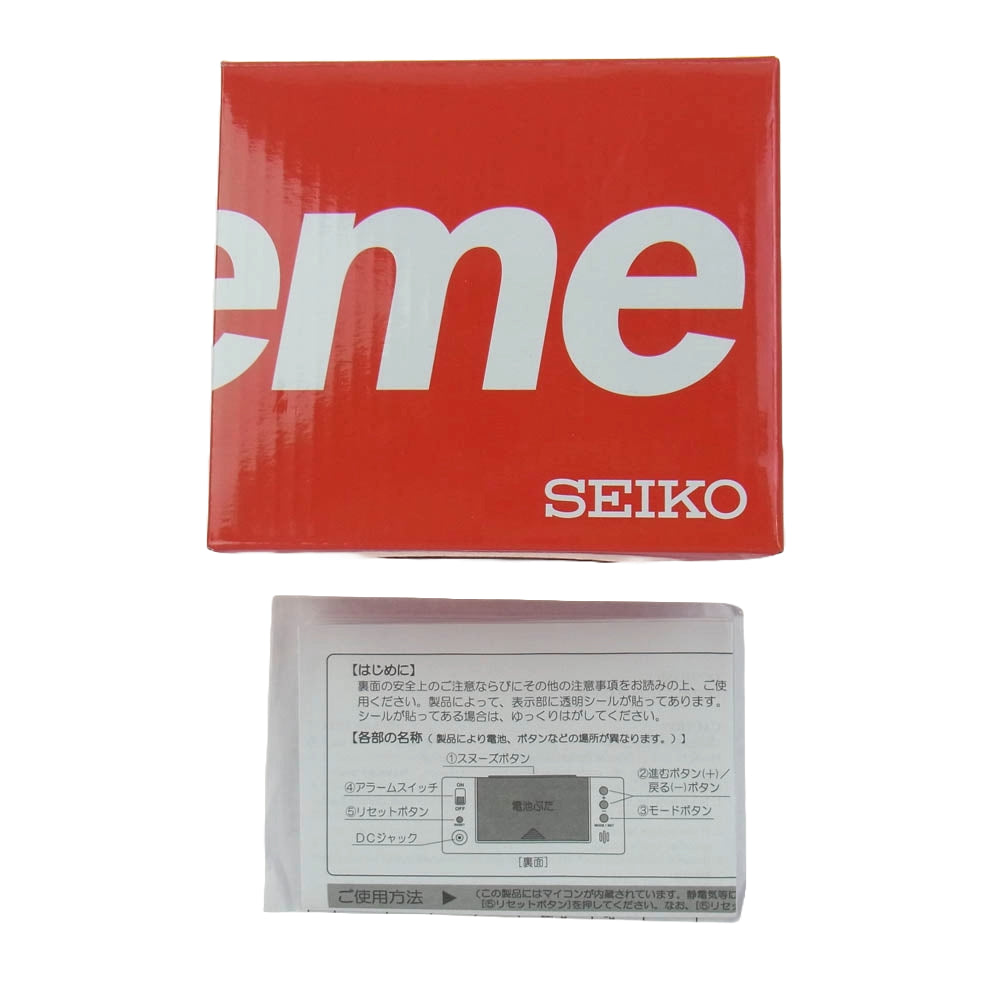 eme
SEIKO
【はじめに】
裏面の安全上のご注意ならびにその他の注意事項をお読みの上、ご使
用ください。製品によって、表示部に透明シールが貼ってあります。
シールが貼ってある場合は、ゆっくりはがしてください。
【各部の名称（製品により電池、ボタンなどの場所が異なります。）】
①スヌーズボタン
④アラームスイッチ
ON
OFF
②進むボタン(+)／
戻る(−)ボタン
⑤リセットボタン
RESET
電池ぶた
③モードボタン
MODE / SET
DCジャック
[裏面]
ご使用方法 ▶
(この製品にはマイコンが内蔵されています。静電気等に
[⑤リセットボタン]を押してください。なお、[⑤リセ